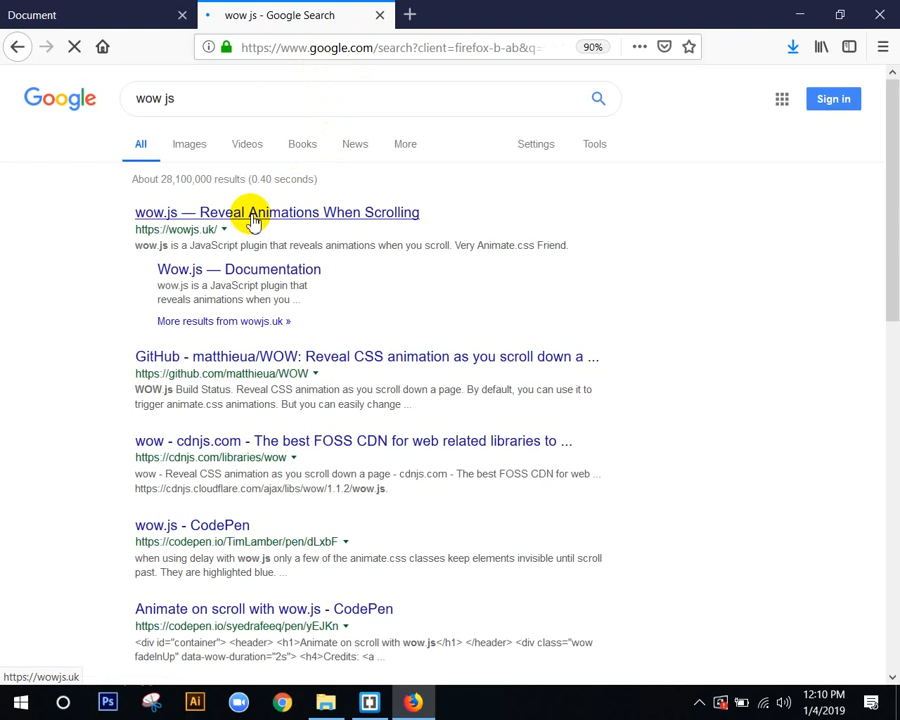 Document
wow js - Google Search
https://www.google.com/search?client=firefox-b-ab&q=
90%
Google
wow js
Sign in
All
Images
Videos
Books
News
More
Settings
Tools
About 28,100,000 results (0.40 seconds)
wow.js — Reveal Animations When Scrolling
https://wowjs.uk/
wow.js is a JavaScript plugin that reveals animations when you scroll. Very Animate.css Friend.
Wow.js — Documentation
wow.js is a JavaScript plugin that
reveals animations when you ...
More results from wowjs.uk »
GitHub - matthieua/WOW: Reveal CSS animation as you scroll down a ...
https://github.com/matthieua/WOW
WOW.js Build Status. Reveal CSS animation as you scroll down a page. By default, you can use it to
trigger animate.css animations. But you can easily change ...
wow - cdnjs.com - The best FOSS CDN for web related libraries to ...
https://cdnjs.com/libraries/wow
wow - Reveal CSS animation as you scroll down a page - cdnjs.com - The best FOSS CDN for web ...
https://cdnjs.cloudflare.com/ajax/libs/wow/1.1.2/wow.js.
wow.js - CodePen
https://codepen.io/TimLamber/pen/dLxbF
when using delay with wow.js only a few of the animate.css classes keep elements invisible until scroll
past. They are highlighted blue. ...
Animate on scroll with wow.js - CodePen
https://codepen.io/syedrafeeq/pen/yEJKn
<div id="container"> <header> <h1>Animate on scroll with wow.js</h1> </header> <div class="wow
fadeInUp" data-wow-duration="2s"> <h4>Credits: <a ...
https://wowjs.uk
Ps
Ai
12:10 PM
1/4/2019